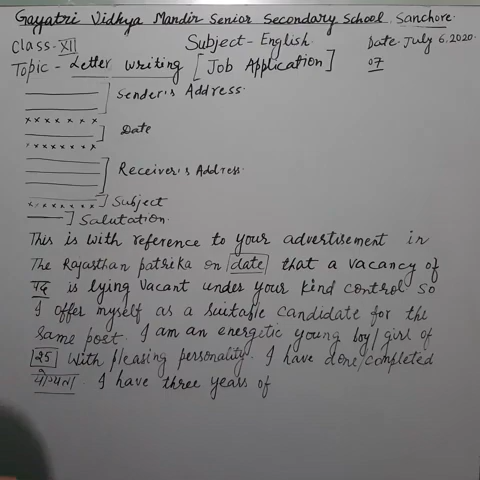 Gayatri Vidhya Mandir Senior Secondary School, Sanchore.
Class-XII Subject-English. Date. July 6.2020.
Topic - Letter writing [Job Application] 07
Sender's Address.
x x x x x x x
Date
x x x x x x x
Receiver's Address.
Subject
Salutation.
This is with reference to your advertisement in
The Rajasthan patrika on date that a vacancy of
पद is lying vacant under your kind control so
I offer myself as a suitable candidate for the
same post. I am an energetic young boy/girl of
25 with pleasing personality. I have done/completed
योग्यता. I have three years of